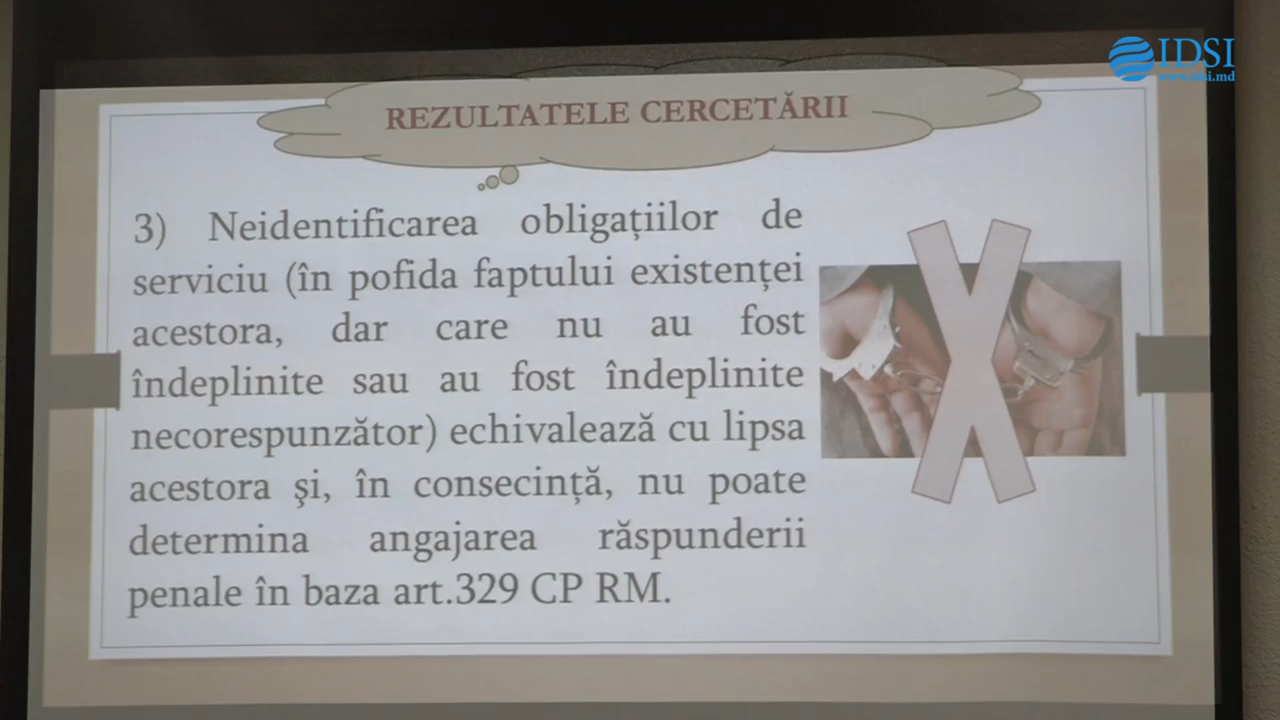 IDSI
www.idsi.md
REZULTATELE CERCETĂRII
3) Neidentificarea obligațiilor de
serviciu (în pofida faptului existenței
acestora, dar care nu au fost
îndeplinite sau au fost îndeplinite
necorespunzător) echivalează cu lipsa
acestora şi, în consecință, nu poate
determina angajarea răspunderii
penale în baza art.329 CP RM.